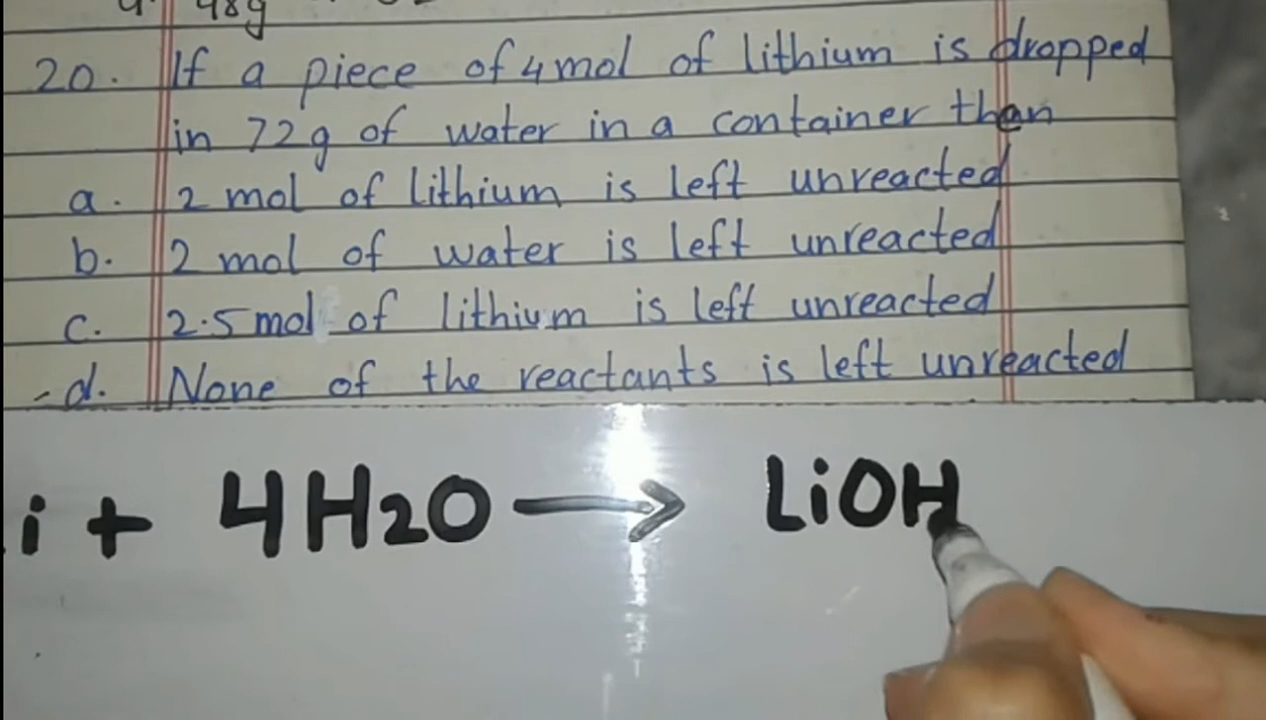 48g
20. If a piece of 4 mol of lithium is dropped
in 72g of water in a container than
a. 2 mol of lithium is left unreacted
b. 2 mol of water is left unreacted
c. 2.5 mol of lithium is left unreacted
-d. None of the reactants is left unreacted
i + 4H2O → LiOH